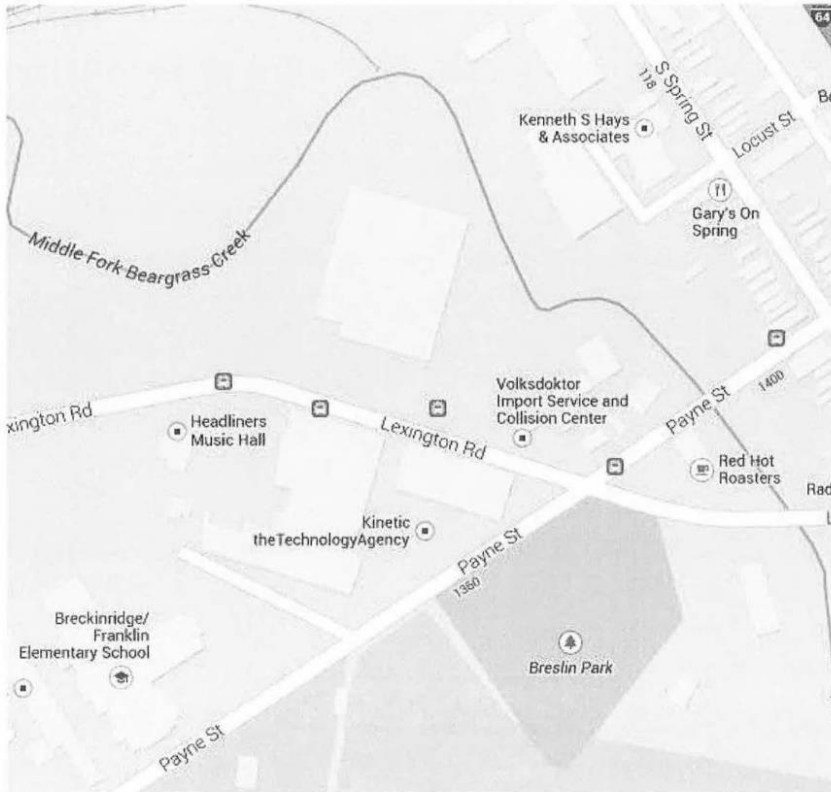 64
S Spring St
118
Kenneth S Hays
& Associates
Locust St
Be
Gary's On
Spring
Middle Fork Beargrass Creek
1400
Payne St
Volksdoktor
Import Service and
Collision Center
xington Rd
Headliners
Music Hall
Lexington Rd
Red Hot
Roasters
Rad
L
Kinetic
theTechnologyAgency
Payne St
1360
Breckinridge/
Franklin
Elementary School
Breslin Park
Payne St